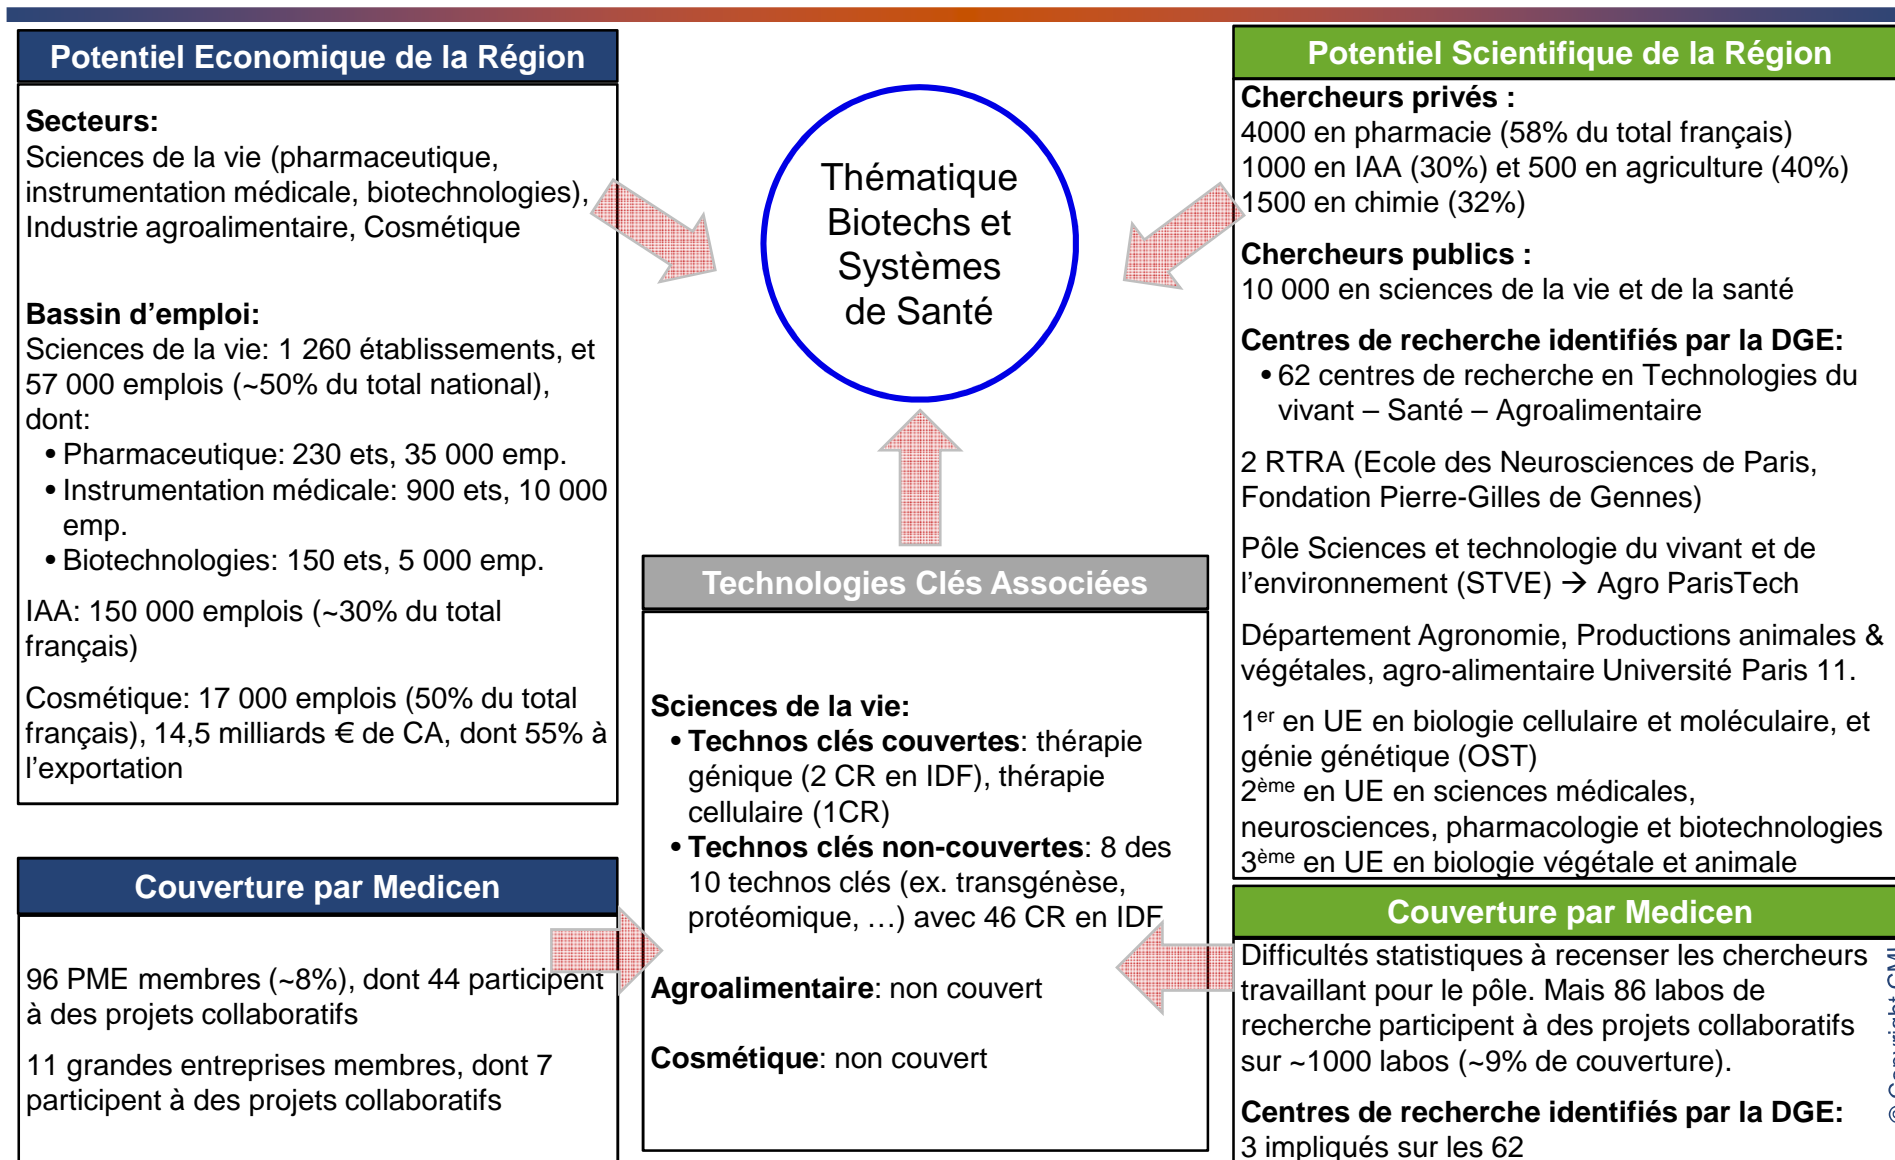 Potentiel Economique de la Région
Secteurs:
Sciences de la vie (pharmaceutique,
instrumentation médicale, biotechnologies),
Industrie agroalimentaire, Cosmétique
Bassin d’emploi:
Sciences de la vie: 1 260 établissements, et
57 000 emplois (~50% du total national),
dont:
• Pharmaceutique: 230 ets, 35 000 emp.
• Instrumentation médicale: 900 ets, 10 000
emp.
• Biotechnologies: 150 ets, 5 000 emp.
IAA: 150 000 emplois (~30% du total
français)
Cosmétique: 17 000 emplois (50% du total
français), 14,5 milliards € de CA, dont 55% à
l’exportation
Couverture par Medicen
96 PME membres (~8%), dont 44 participent
à des projets collaboratifs
11 grandes entreprises membres, dont 7
participent à des projets collaboratifs
Thématique
Biotechs et
Systèmes
de Santé
Technologies Clés Associées
Sciences de la vie:
• Technos clés couvertes: thérapie
génique (2 CR en IDF), thérapie
cellulaire (1CR)
• Technos clés non-couvertes: 8 des
10 technos clés (ex. transgénèse,
protéomique, …) avec 46 CR en IDF
Agroalimentaire: non couvert
Cosmétique: non couvert
Potentiel Scientifique de la Région
Chercheurs privés :
4000 en pharmacie (58% du total français)
1000 en IAA (30%) et 500 en agriculture (40%)
1500 en chimie (32%)
Chercheurs publics :
10 000 en sciences de la vie et de la santé
Centres de recherche identifiés par la DGE:
• 62 centres de recherche en Technologies du
vivant – Santé – Agroalimentaire
2 RTRA (Ecole des Neurosciences de Paris,
Fondation Pierre-Gilles de Gennes)
Pôle Sciences et technologie du vivant et de
l’environnement (STVE) → Agro ParisTech
Département Agronomie, Productions animales &
végétales, agro-alimentaire Université Paris 11.
1er en UE en biologie cellulaire et moléculaire, et
génie génétique (OST)
2ème en UE en sciences médicales,
neurosciences, pharmacologie et biotechnologies
3ème en UE en biologie végétale et animale
Couverture par Medicen
Difficultés statistiques à recenser les chercheurs
travaillant pour le pôle. Mais 86 labos de
recherche participent à des projets collaboratifs
sur ~1000 labos (~9% de couverture).
Centres de recherche identifiés par la DGE:
3 impliqués sur les 62
© Copyright CMI